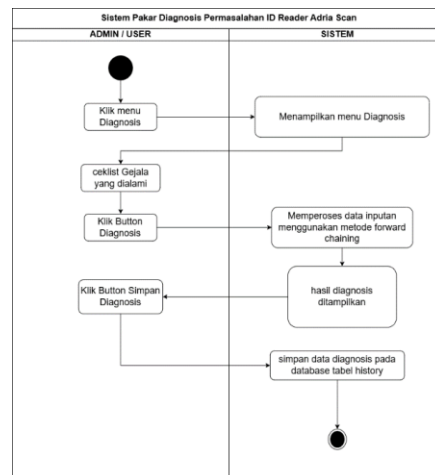 Sistem Pakar Diagnosis Permasalahan ID Reader Adria Scan
ADMIN / USER
SISTEM
Klik menu
Diagnosis
Menampilkan menu Diagnosis
ceklist Gejala
yang dialami
Klik Button
Diagnosis
Memperoses data inputan
menggunakan metode forward
chaining
hasil diagnosis
ditampilkan
Klik Button Simpan
Diagnosis
simpan data diagnosis pada
database tabel history